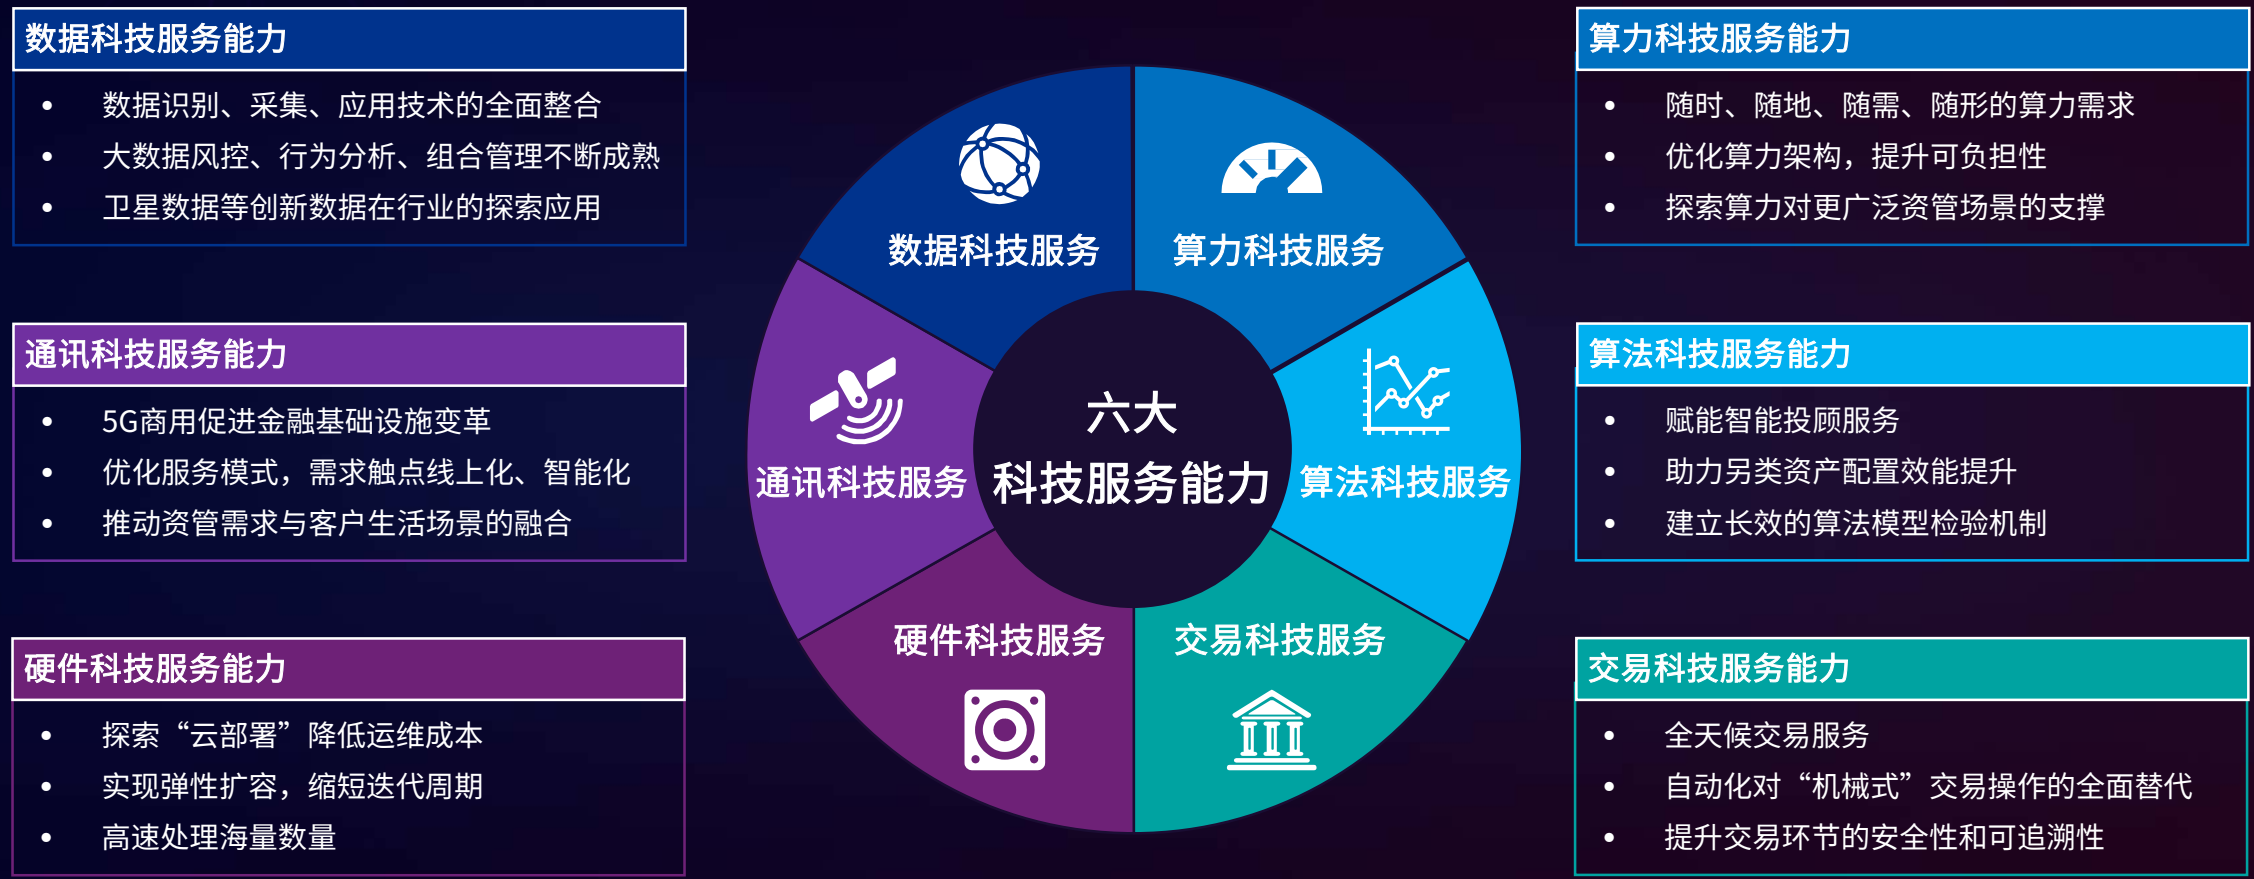 数据科技服务能力
• 数据识别、采集、应用技术的全面整合
• 大数据风控、行为分析、组合管理不断成熟
• 卫星数据等创新数据在行业的探索应用
通讯科技服务能力
• 5G商用促进金融基础设施变革
• 优化服务模式，需求触点线上化、智能化
• 推动资管需求与客户生活场景的融合
硬件科技服务能力
• 探索“云部署”降低运维成本
• 实现弹性扩容，缩短迭代周期
• 高速处理海量数量
数据科技服务
算力科技服务
通讯科技服务
六大
科技服务能力
算法科技服务
硬件科技服务
交易科技服务
算力科技服务能力
• 随时、随地、随需、随形的算力需求
• 优化算力架构，提升可负担性
• 探索算力对更广泛资管场景的支撑
算法科技服务能力
• 赋能智能投顾服务
• 助力另类资产配置效能提升
• 建立长效的算法模型检验机制
交易科技服务能力
• 全天候交易服务
• 自动化对“机械式”交易操作的全面替代
• 提升交易环节的安全性和可追溯性